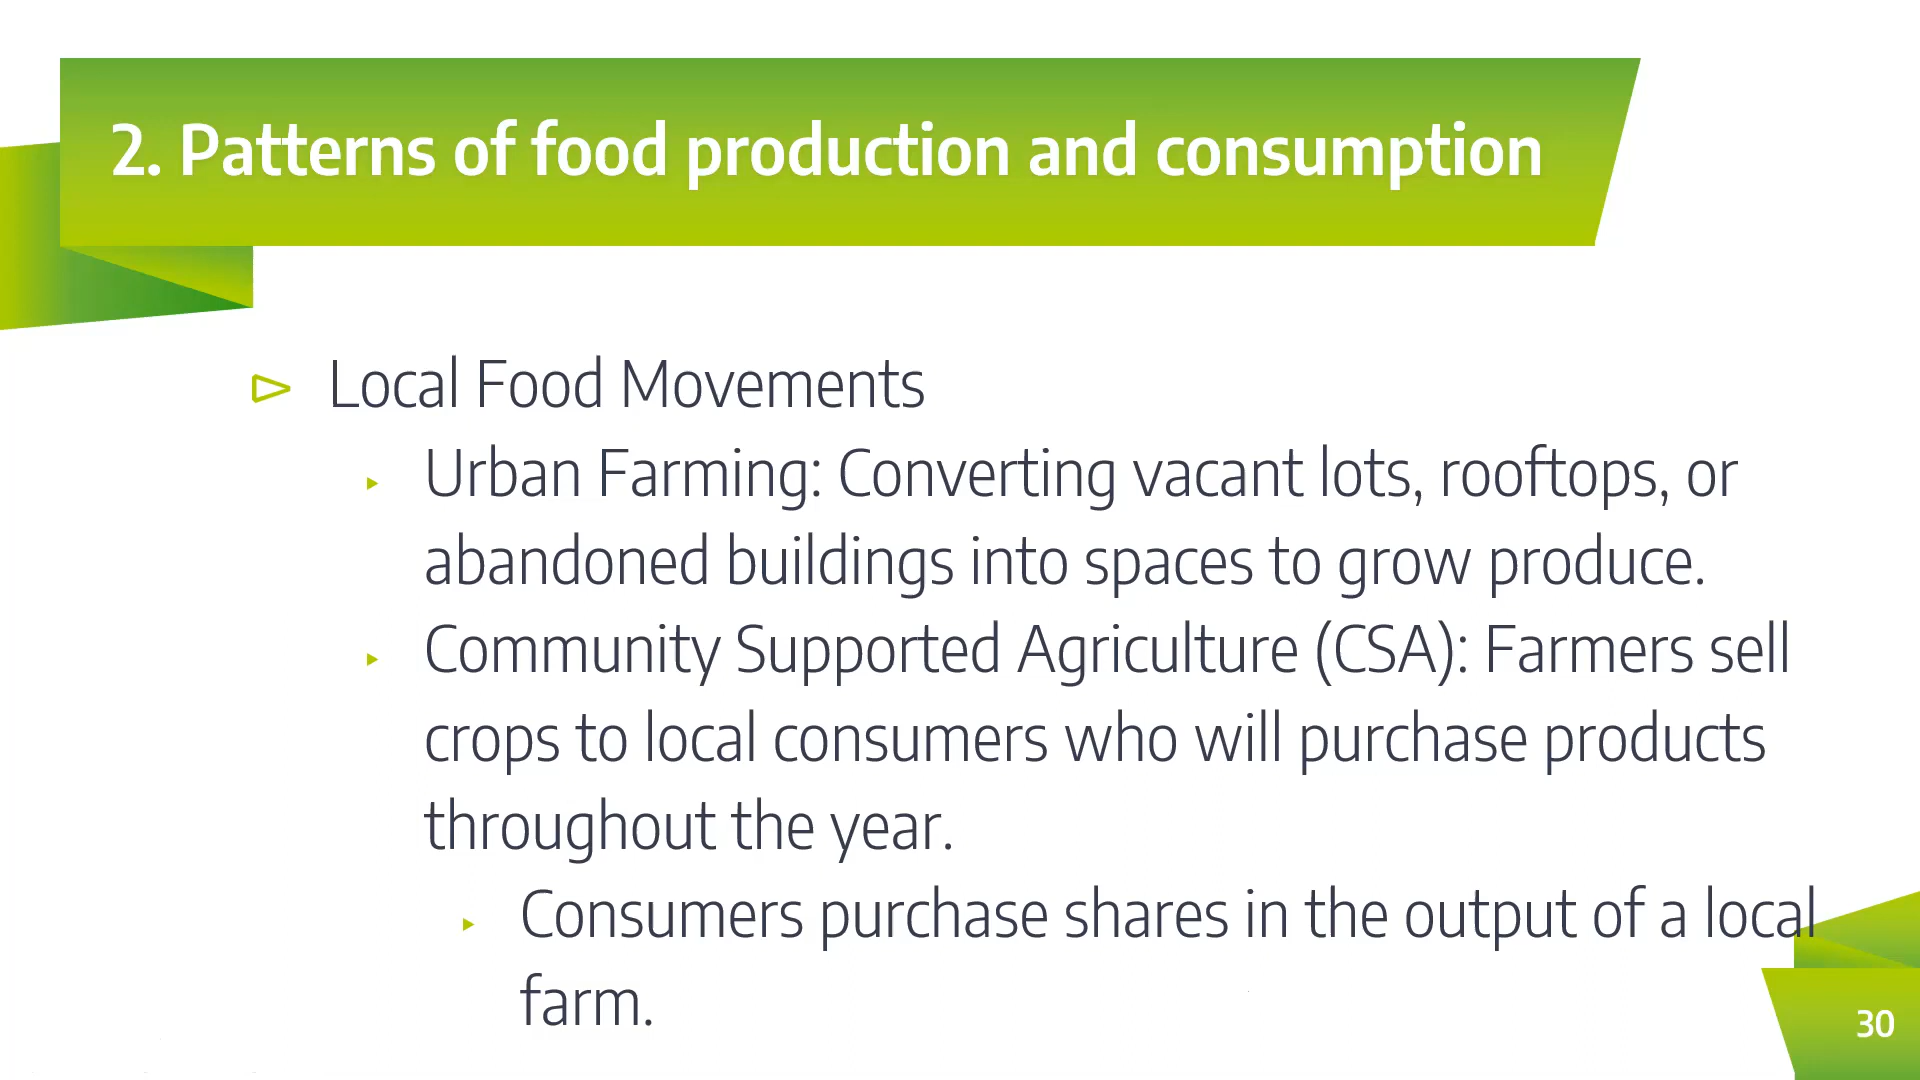 2. Patterns of food production and consumption
Local Food Movements
Urban Farming: Converting vacant lots, rooftops, or
abandoned buildings into spaces to grow produce.
Community Supported Agriculture (CSA): Farmers sell
crops to local consumers who will purchase products
throughout the year.
Consumers purchase shares in the output of a local
farm.
30